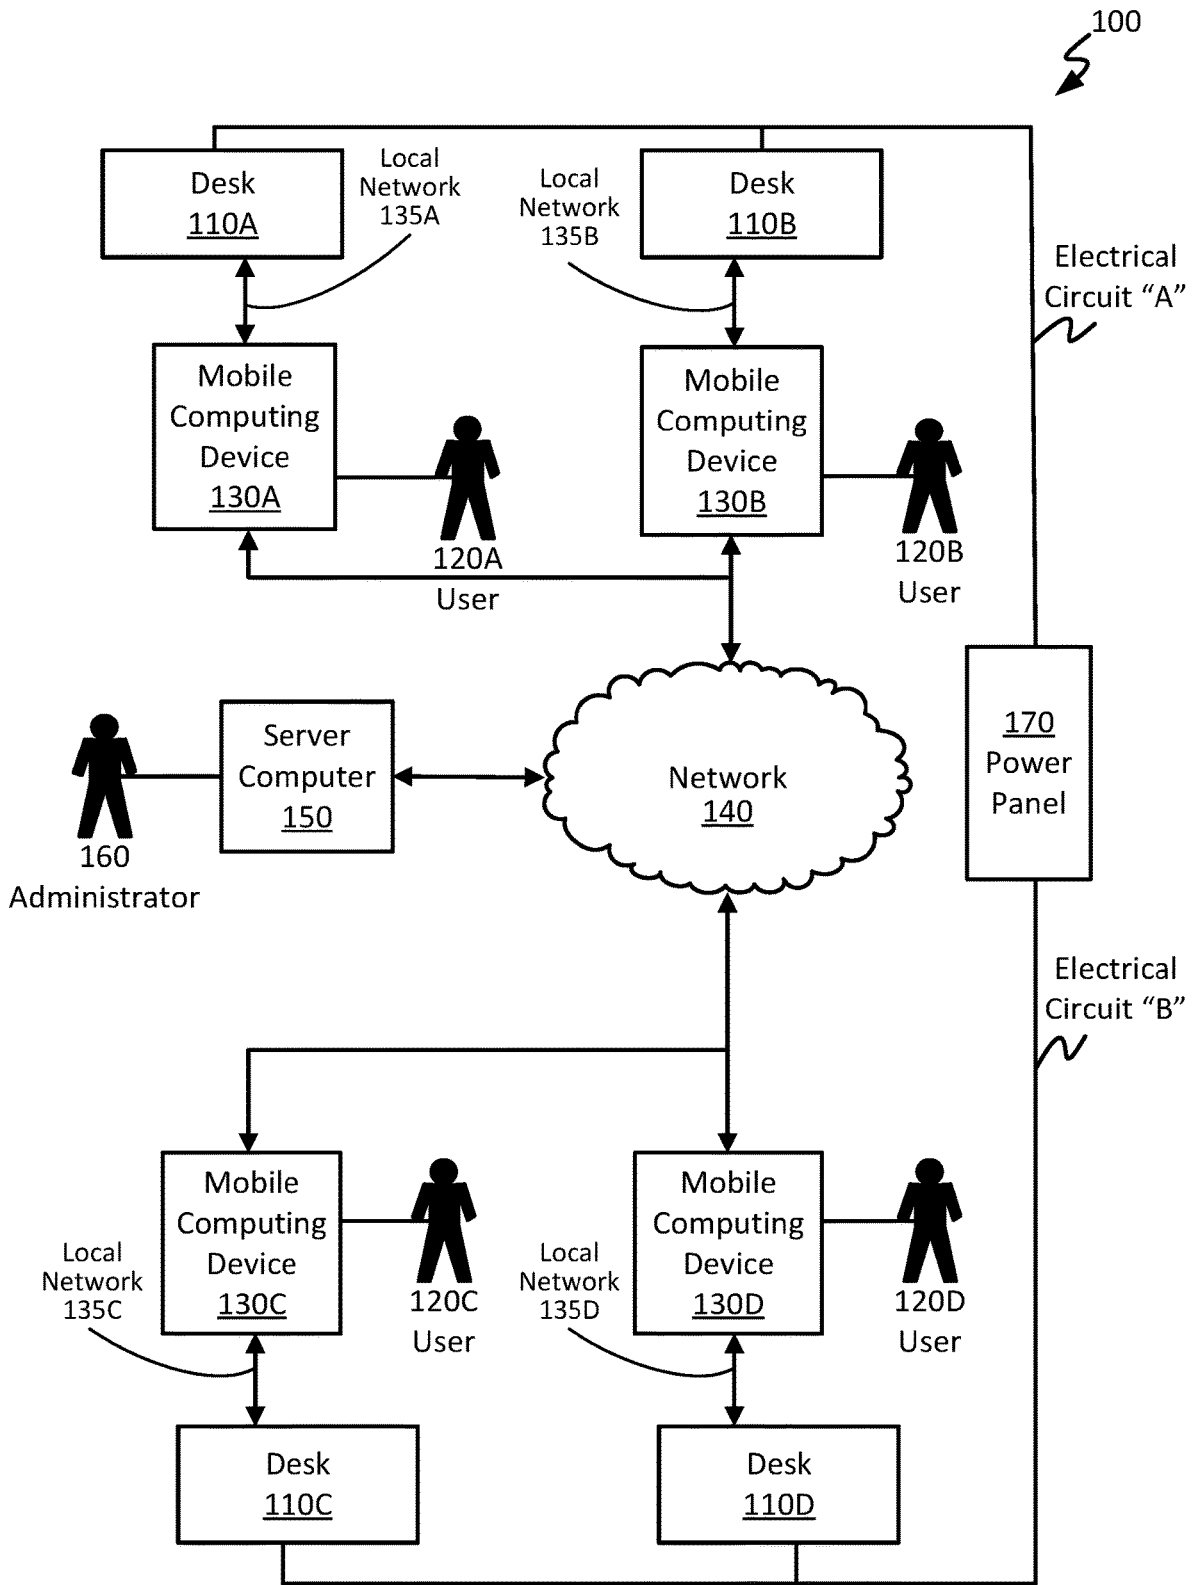 100
Desk
110A
Local
Network
135A
Local
Network
135B
Desk
110B
Electrical
Circuit “A”
Mobile
Computing
Device
130A
120A
User
Mobile
Computing
Device
130B
120B
User
Server
Computer
150
160
Administrator
Network
140
170
Power
Panel
Electrical
Circuit “B”
Mobile
Computing
Device
130C
120C
User
Local
Network
135C
Mobile
Computing
Device
130D
120D
User
Local
Network
135D
Desk
110C
Desk
110D